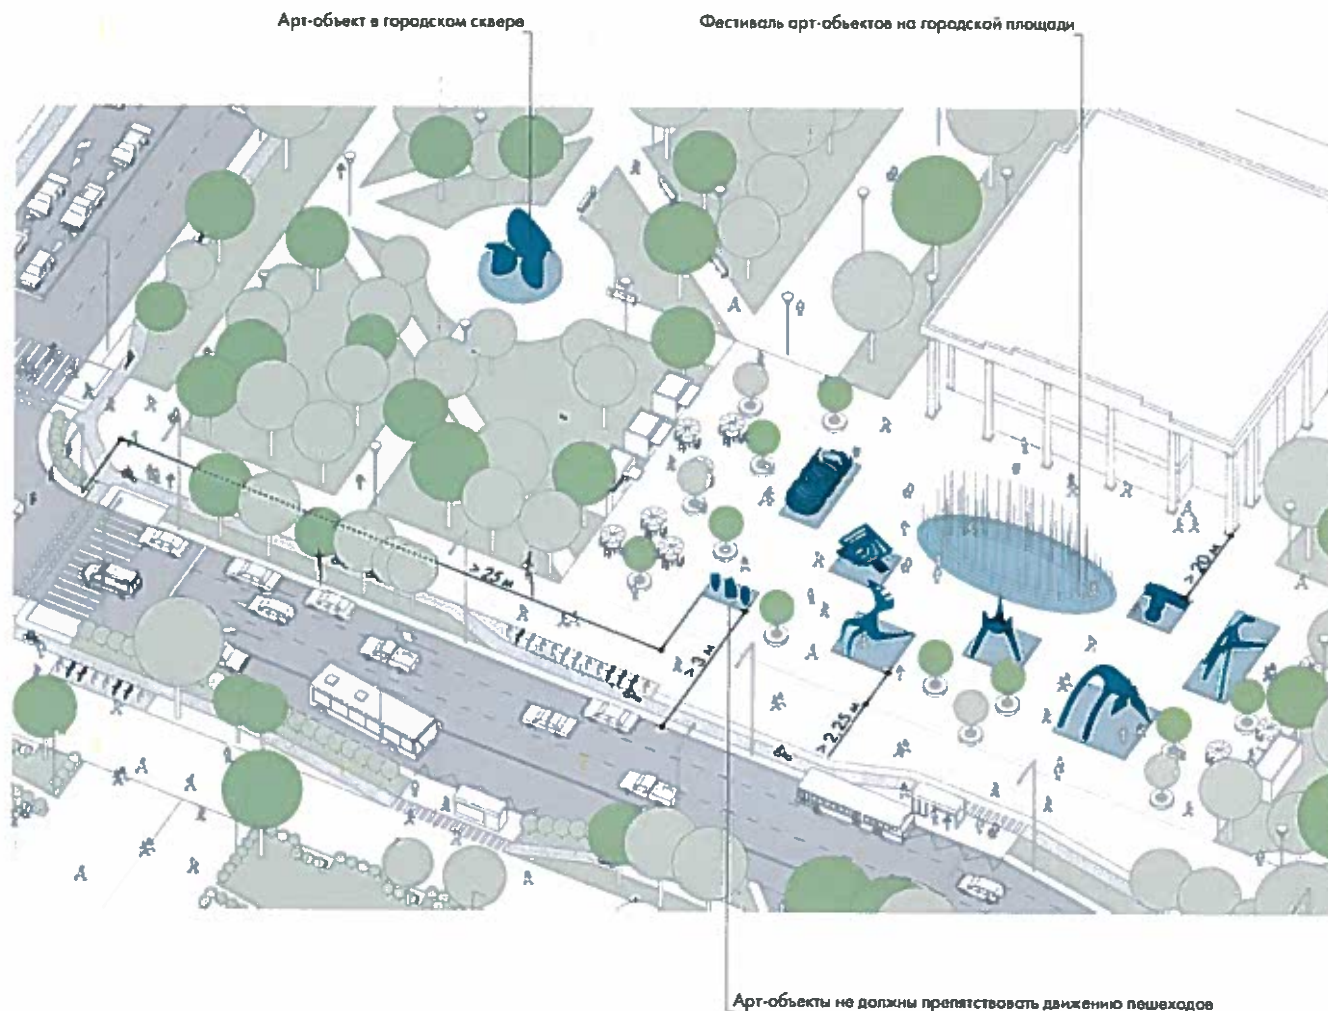 Арт-объект в городском сквере
Фестиваль арт-объектов на городской площади
> 25 м
> 20 м
> 3 м
> 2,25 м
Арт-объекты не должны препятствовать движению пешеходов